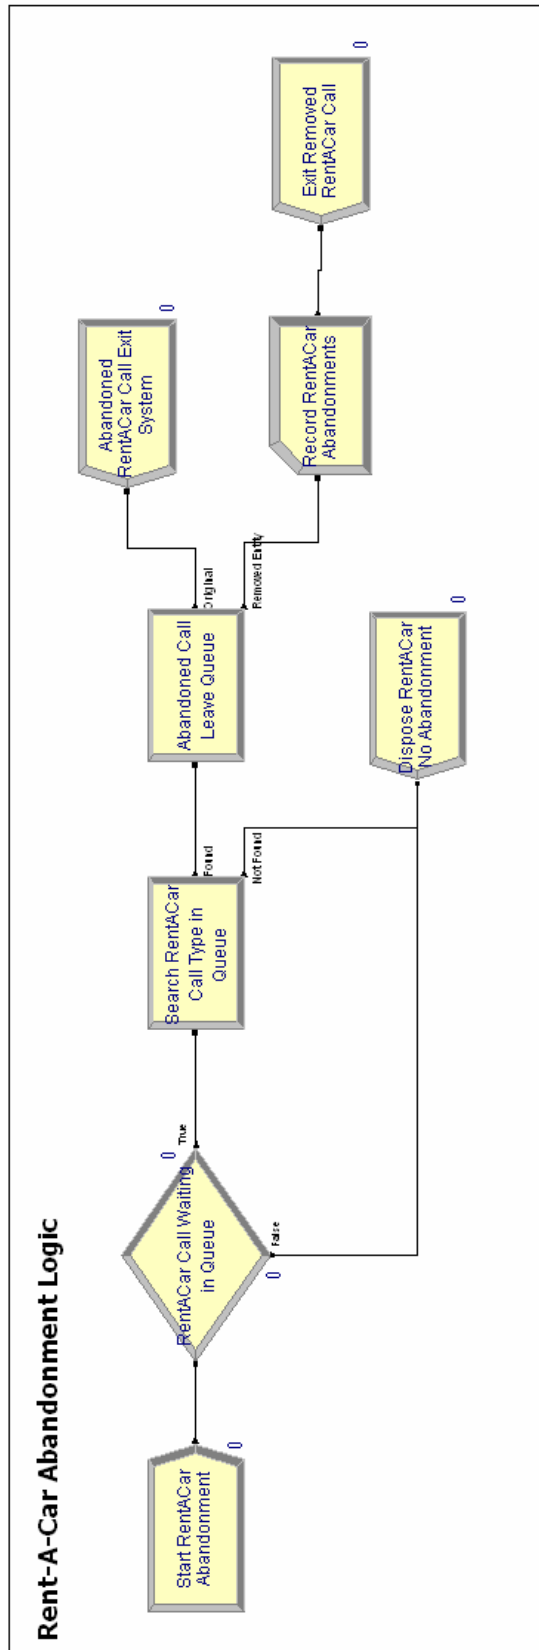 Rent-A-Car Abandonment Logic
Start RentACar
Abandonment
0
RentACar Call Waiting
in Queue
0
True
0
False
Search RentACar
Call Type in
Queue
Found
Not Found
Abandoned Call
Leave Queue
Original
Removed Entity
Abandoned
RentACar Call Exit
System
0
Record RentACar
Abandonments
Exit Removed
RentACar Call
0
Dispose RentACar
No Abandonment
0